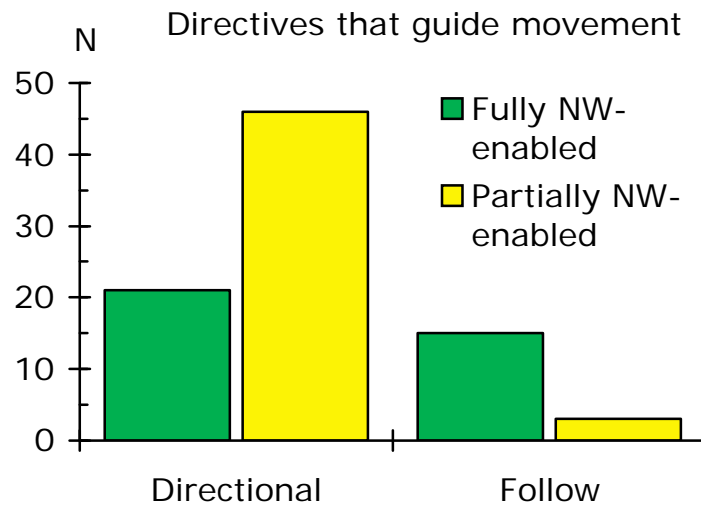 Directives that guide movement
N
50
40
30
20
10
0
Fully NW-
enabled
Partially NW-
enabled
Directional
Follow